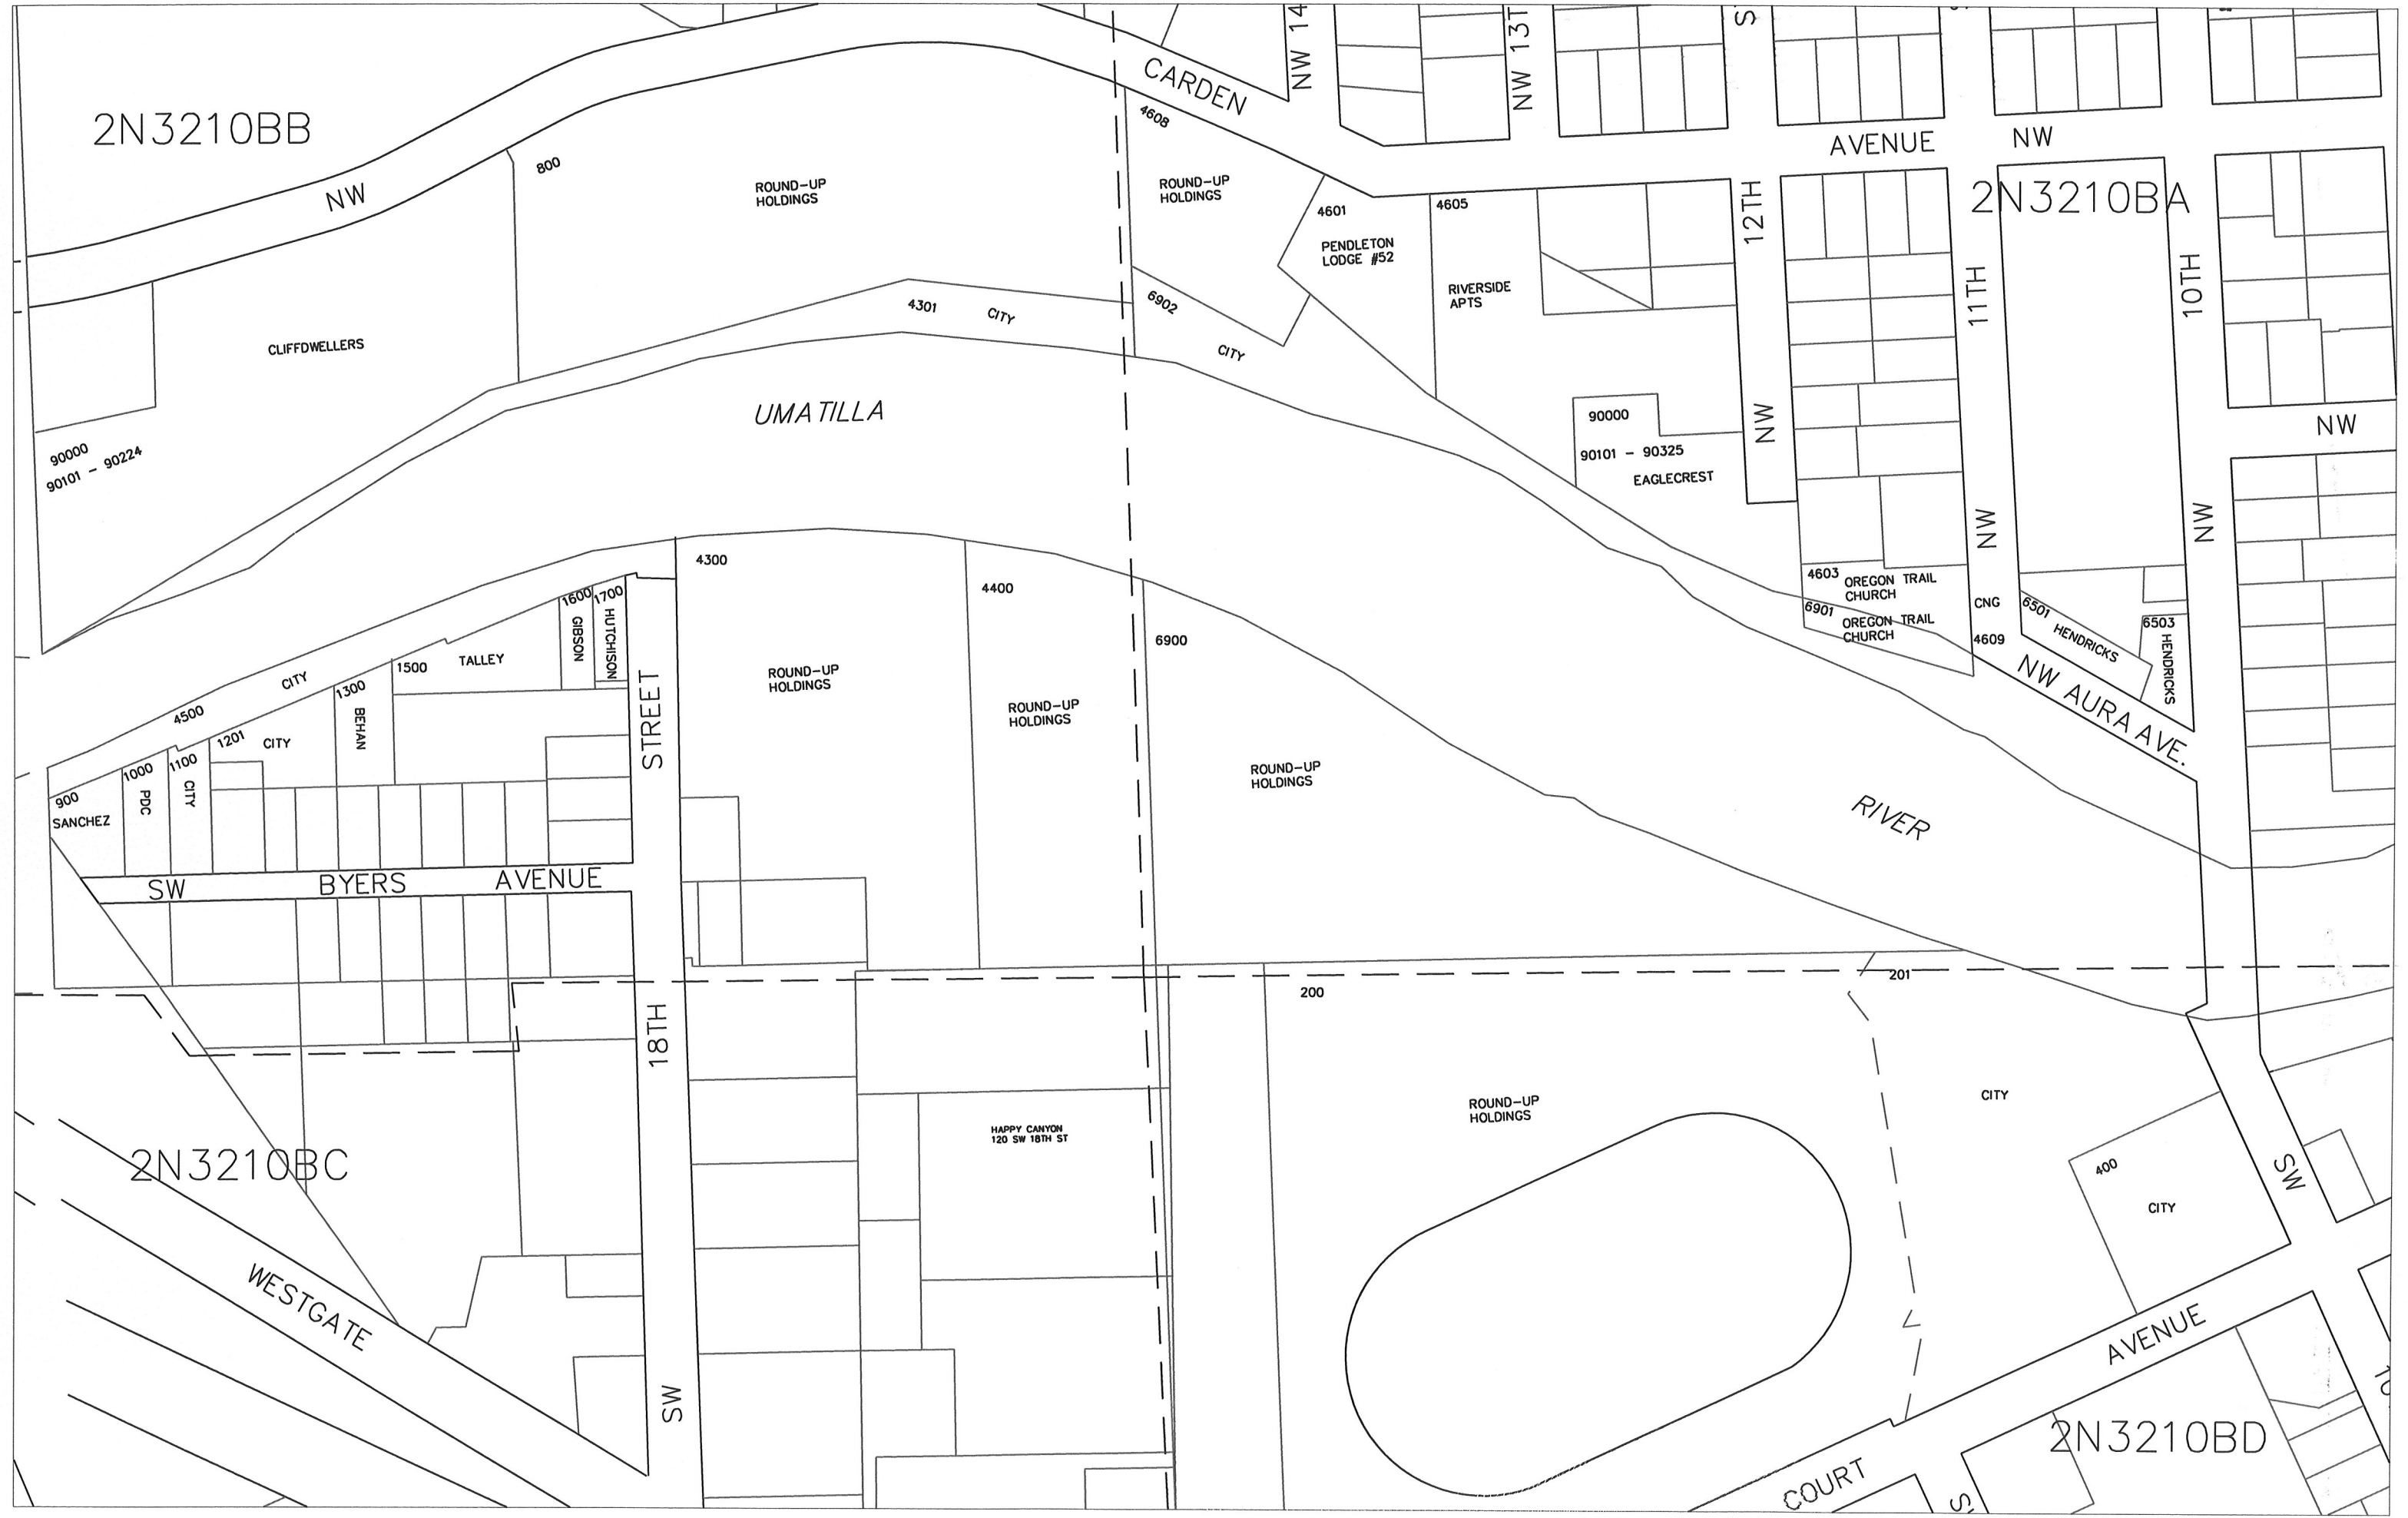 2N3210BB
NW
CARDEN
NW 14
NW 13T
S
AVENUE
NW
2N3210BA
800
ROUND-UP
HOLDINGS
4608
ROUND-UP
HOLDINGS
4601
PENDLETON
LODGE #52
4605
RIVERSIDE
APTS
12TH
NW
11TH
NW
10TH
NW
NW
CLIFFDWELLERS
90000
90101 - 90224
4301
CITY
6902
CITY
UMATILLA
90000
90101 - 90325
EAGLECREST
4603
OREGON TRAIL
CHURCH
6901
OREGON TRAIL
CHURCH
CNG
4609
6501
HENDRICKS
6503
HENDRICKS
NW AURA AVE.
RIVER
4300
ROUND-UP
HOLDINGS
4400
ROUND-UP
HOLDINGS
6900
ROUND-UP
HOLDINGS
1600
GIBSON
1700
HUTCHISON
1500
TALLEY
1300
BEHAN
CITY
4500
1201
CITY
1100
CITY
1000
PDC
900
SANCHEZ
SW
BYERS
AVENUE
STREET
18TH
SW
200
201
ROUND-UP
HOLDINGS
CITY
400
CITY
HAPPY CANYON
120 SW 18TH ST
2N3210BC
WESTGATE
SW
AVENUE
COURT
2N3210BD